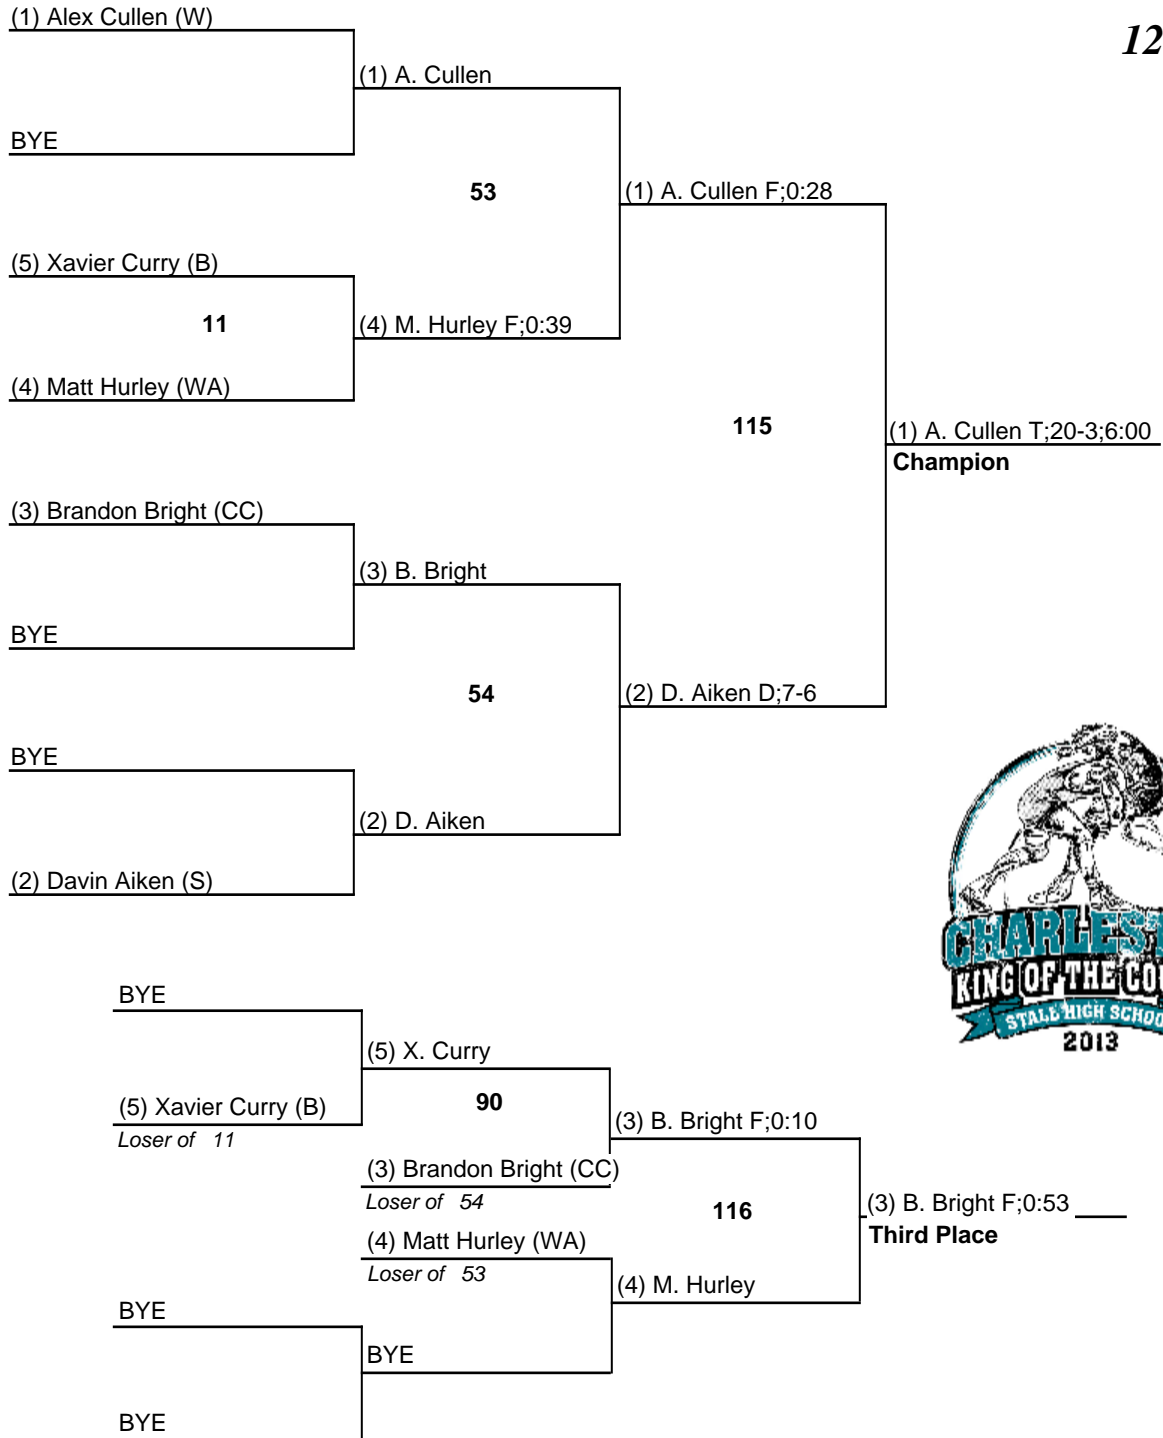 (1) Alex Cullen (W)
12
(1) A. Cullen
BYE
53
(1) A. Cullen F;0:28
(5) Xavier Curry (B)
11
(4) M. Hurley F;0:39
(4) Matt Hurley (WA)
115
(1) A. Cullen T;20-3;6:00
Champion
(3) Brandon Bright (CC)
(3) B. Bright
BYE
54
(2) D. Aiken D;7-6
BYE
(2) D. Aiken
(2) Davin Aiken (S)
KING OF THE
STALL HIGH
2013
BYE
(5) X. Curry
(5) Xavier Curry (B)
Loser of 11
90
(3) B. Bright F;0:10
(3) Brandon Bright (CC)
Loser of 54
116
(3) B. Bright F;0:53
Third Place
(4) Matt Hurley (WA)
Loser of 53
(4) M. Hurley
BYE
BYE
BYE